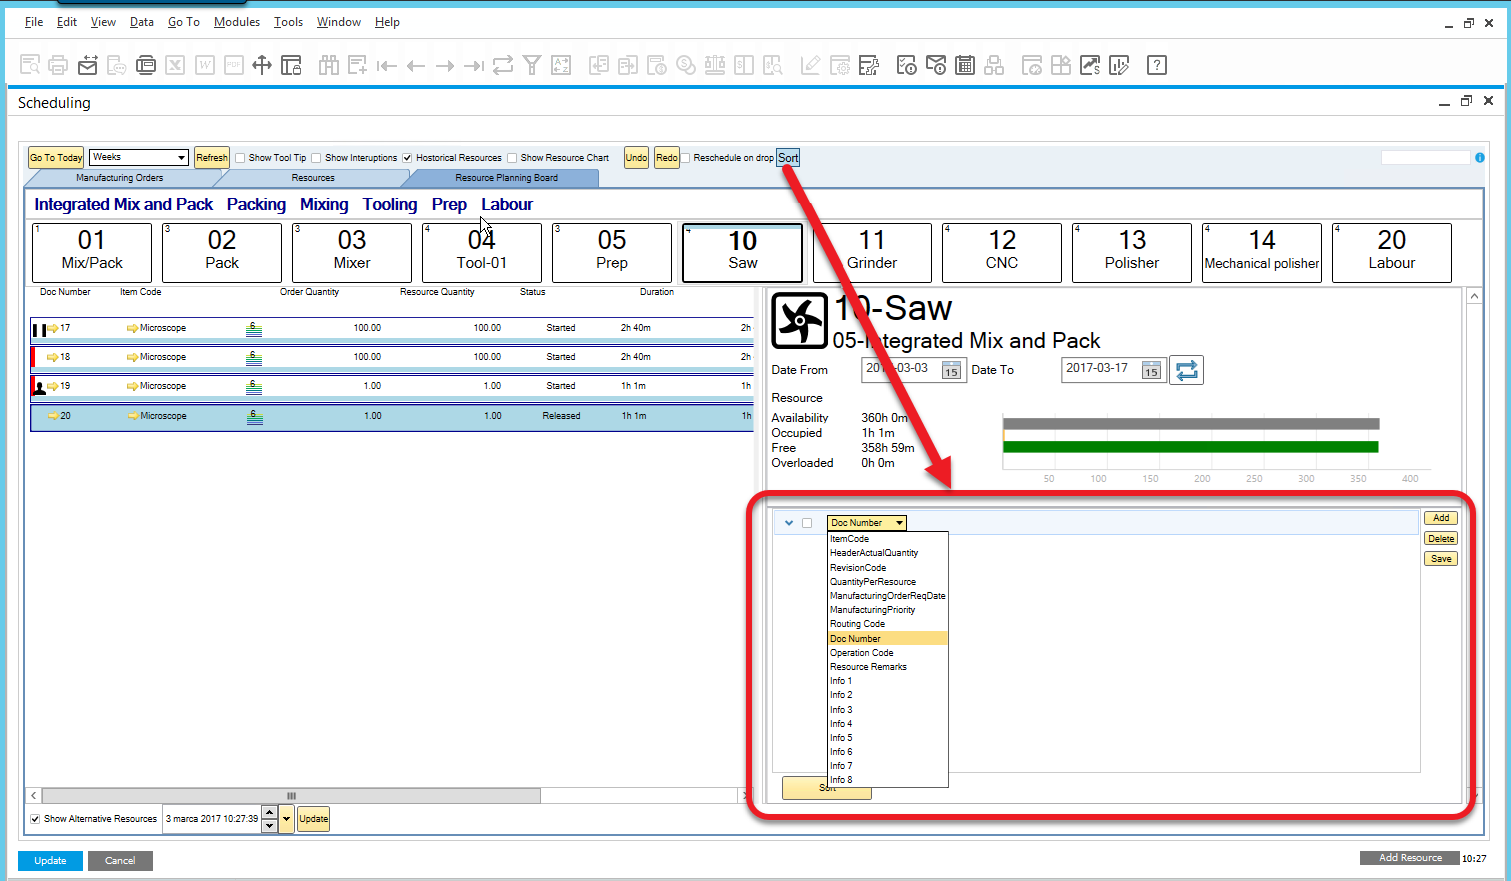 File Edit View Data Go To Modules Tools Window Help
Scheduling
Go To Today Weeks Refresh Show Tool Tip Show Interuptions Hostorical Resources Show Resource Chart Undo Redo Reschedule on drop Sort
Manufacturing Orders Resources Resource Planning Board
Integrated Mix and Pack Packing Mixing Tooling Prep Labour
1 01 Mix/Pack
3 02 Pack
3 03 Mixer
4 04 Tool-01
3 05 Prep
4 10 Saw
11 Grinder
4 12 CNC
4 13 Polisher
4 14 Mechanical polisher
4 20 Labour
Doc Number Item Code Order Quantity Resource Quantity Status Duration
17 Microscope 6 100.00 100.00 Started 2h 40m 2h
18 Microscope 6 100.00 100.00 Started 2h 40m 2h
19 Microscope 6 1.00 1.00 Started 1h 1m 1h
20 Microscope 6 1.00 1.00 Released 1h 1m 1h
10-Saw
05-Integrated Mix and Pack
Date From 03-03 15 Date To 2017-03-17 15
Resource
Availability 360h 0m
Occupied 1h 1m
Free 358h 59m
Overloaded 0h 0m
50 100 150 200 250 300 350 400
Doc Number
ItemCode
HeaderActualQuantity
RevisionCode
QuantityPerResource
ManufacturingOrderReqDate
ManufacturingPriority
Routing Code
Doc Number
Operation Code
Resource Remarks
Info 1
Info 2
Info 3
Info 4
Info 5
Info 6
Info 7
Info 8
Add
Delete
Save
Sort
Show Alternative Resources 3 marca 2017 10:27:39 Update
Update Cancel Add Resource 10:27